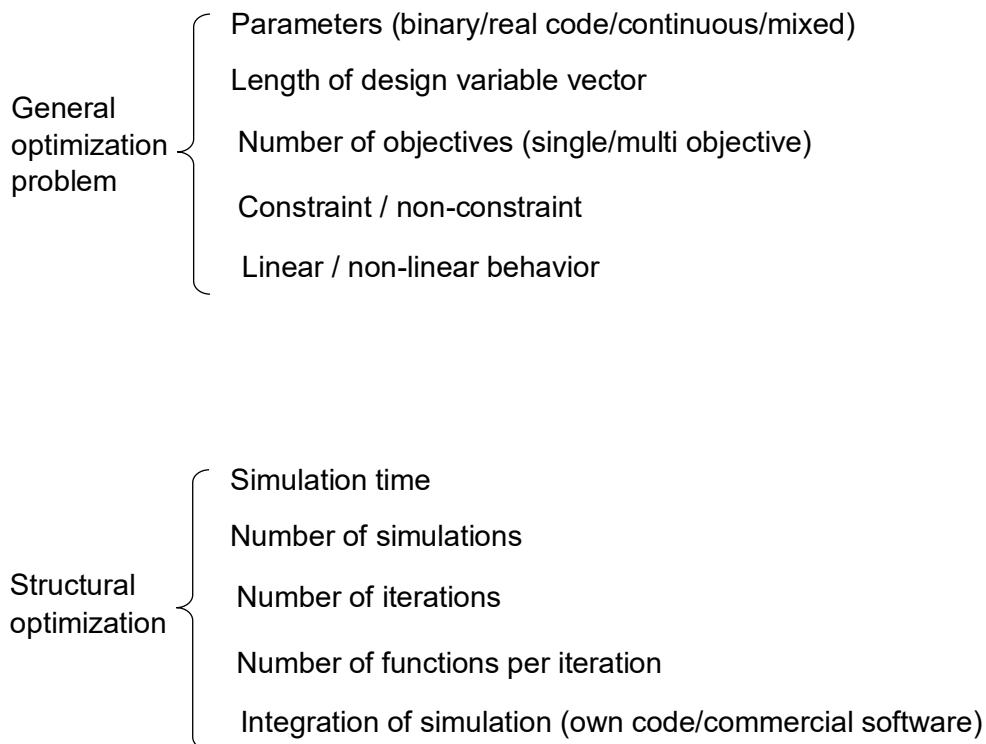 General
optimization
problem
Parameters (binary/real code/continuous/mixed)
Length of design variable vector
Number of objectives (single/multi objective)
Constraint / non-constraint
Linear / non-linear behavior
Structural
optimization
Simulation time
Number of simulations
Number of iterations
Number of functions per iteration
Integration of simulation (own code/commercial software)